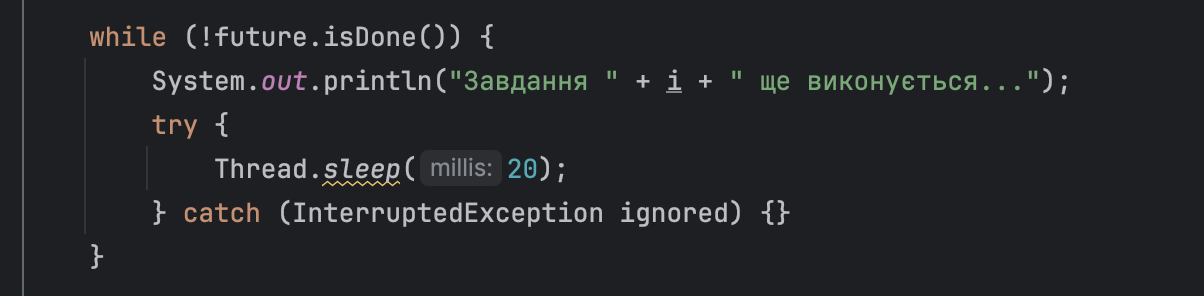 while (!future.isDone()) {
System.out.println("Завдання " + i + " ще виконується...");
try {
Thread.sleep( millis: 20);
} catch (InterruptedException ignored) {}
}